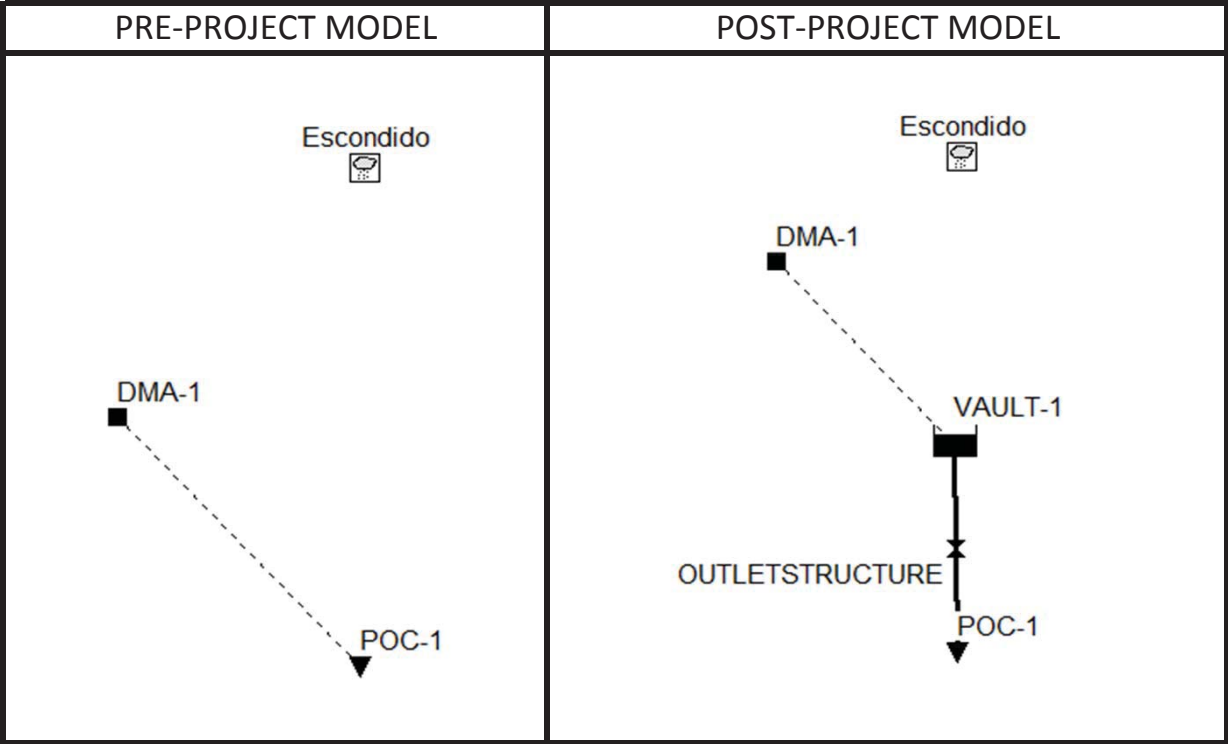 PRE-PROJECT MODEL
Escondido
DMA-1
POC-1
POST-PROJECT MODEL
Escondido
DMA-1
VAULT-1
OUTLETSTRUCTURE
POC-1